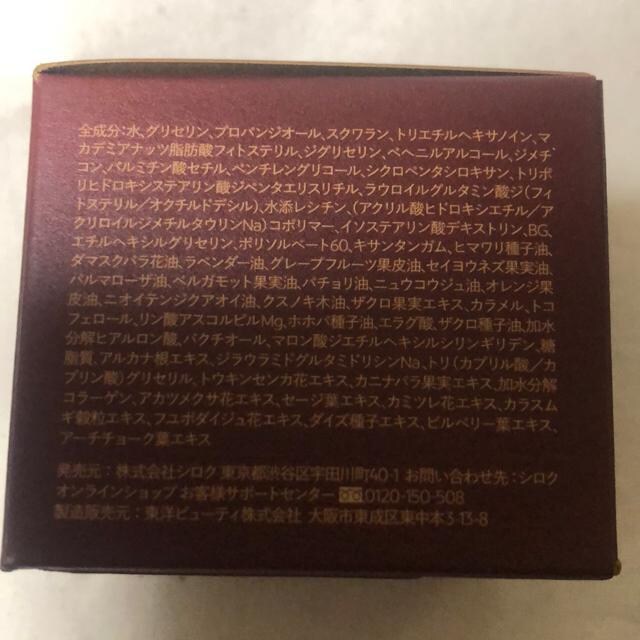 全成分:水、グリセリン、プロパンジオール、スクワラン、トリエチルヘキサノイン、マ
カデミアナッツ脂肪酸フィトステリル、ジグリセリン、ベヘニルアルコール、ジメチ
コン、パルミチン酸セチル、ペンチレングリコール、シクロペンタシロキサン、トリポ
リヒドロキシステアリン酸ジペンタエリスリチル、ラウロイルグルタミン酸ジ(フィ
トステリル/オクチルドデシル)、水添レシチン、(アクリル酸ヒドロキシエチル/ア
クリロイルジメチルタウリンNa)コポリマー、イソステアリン酸デキストリン、BG、
エチルヘキシルグリセリン、ポリソルベート60、キサンタンガム、ヒマワリ種子油、
ダマスクバラ花油、ラベンダー油、グレープフルーツ果皮油、セイヨウネズ果実油、
パルマローザ油、ベルガモット果実油、パチョリ油、ニュウコウジュ油、オレンジ果
皮油、ニオイテンジクアオイ油、クスノキ木油、ザクロ果実エキス、カラメル、トコ
フェロール、リン酸アスコルビルMg、ホホバ種子油、エラグ酸、ザクロ種子油、加水
分解ヒアルロン酸、バクチオール、マロン酸ジエチルヘキシルシリンギリデン、糖
脂質、アルカナ根エキス、ジラウラミドグルタミドリシンNa、トリ(カプリル酸/カ
プリン酸)グリセリル、トウキンセンカ花エキス、カニナバラ果実エキス、加水分解
コラーゲン、アカツメクサ花エキス、セージ葉エキス、カミツレ花エキス、カラスム
ギ穀粒エキス、フユボダイジュ花エキス、ダイズ種子エキス、ビルベリー葉エキス、
アーチチョーク葉エキス
発売元:株式会社シロク 東京都渋谷区宇田川町40-1 お問い合わせ先:シロク
オンラインショップ お客様サポートセンター 0120-150-508
製造販売元:東洋ビューティ株式会社 大阪市東成区東中本3-13-8